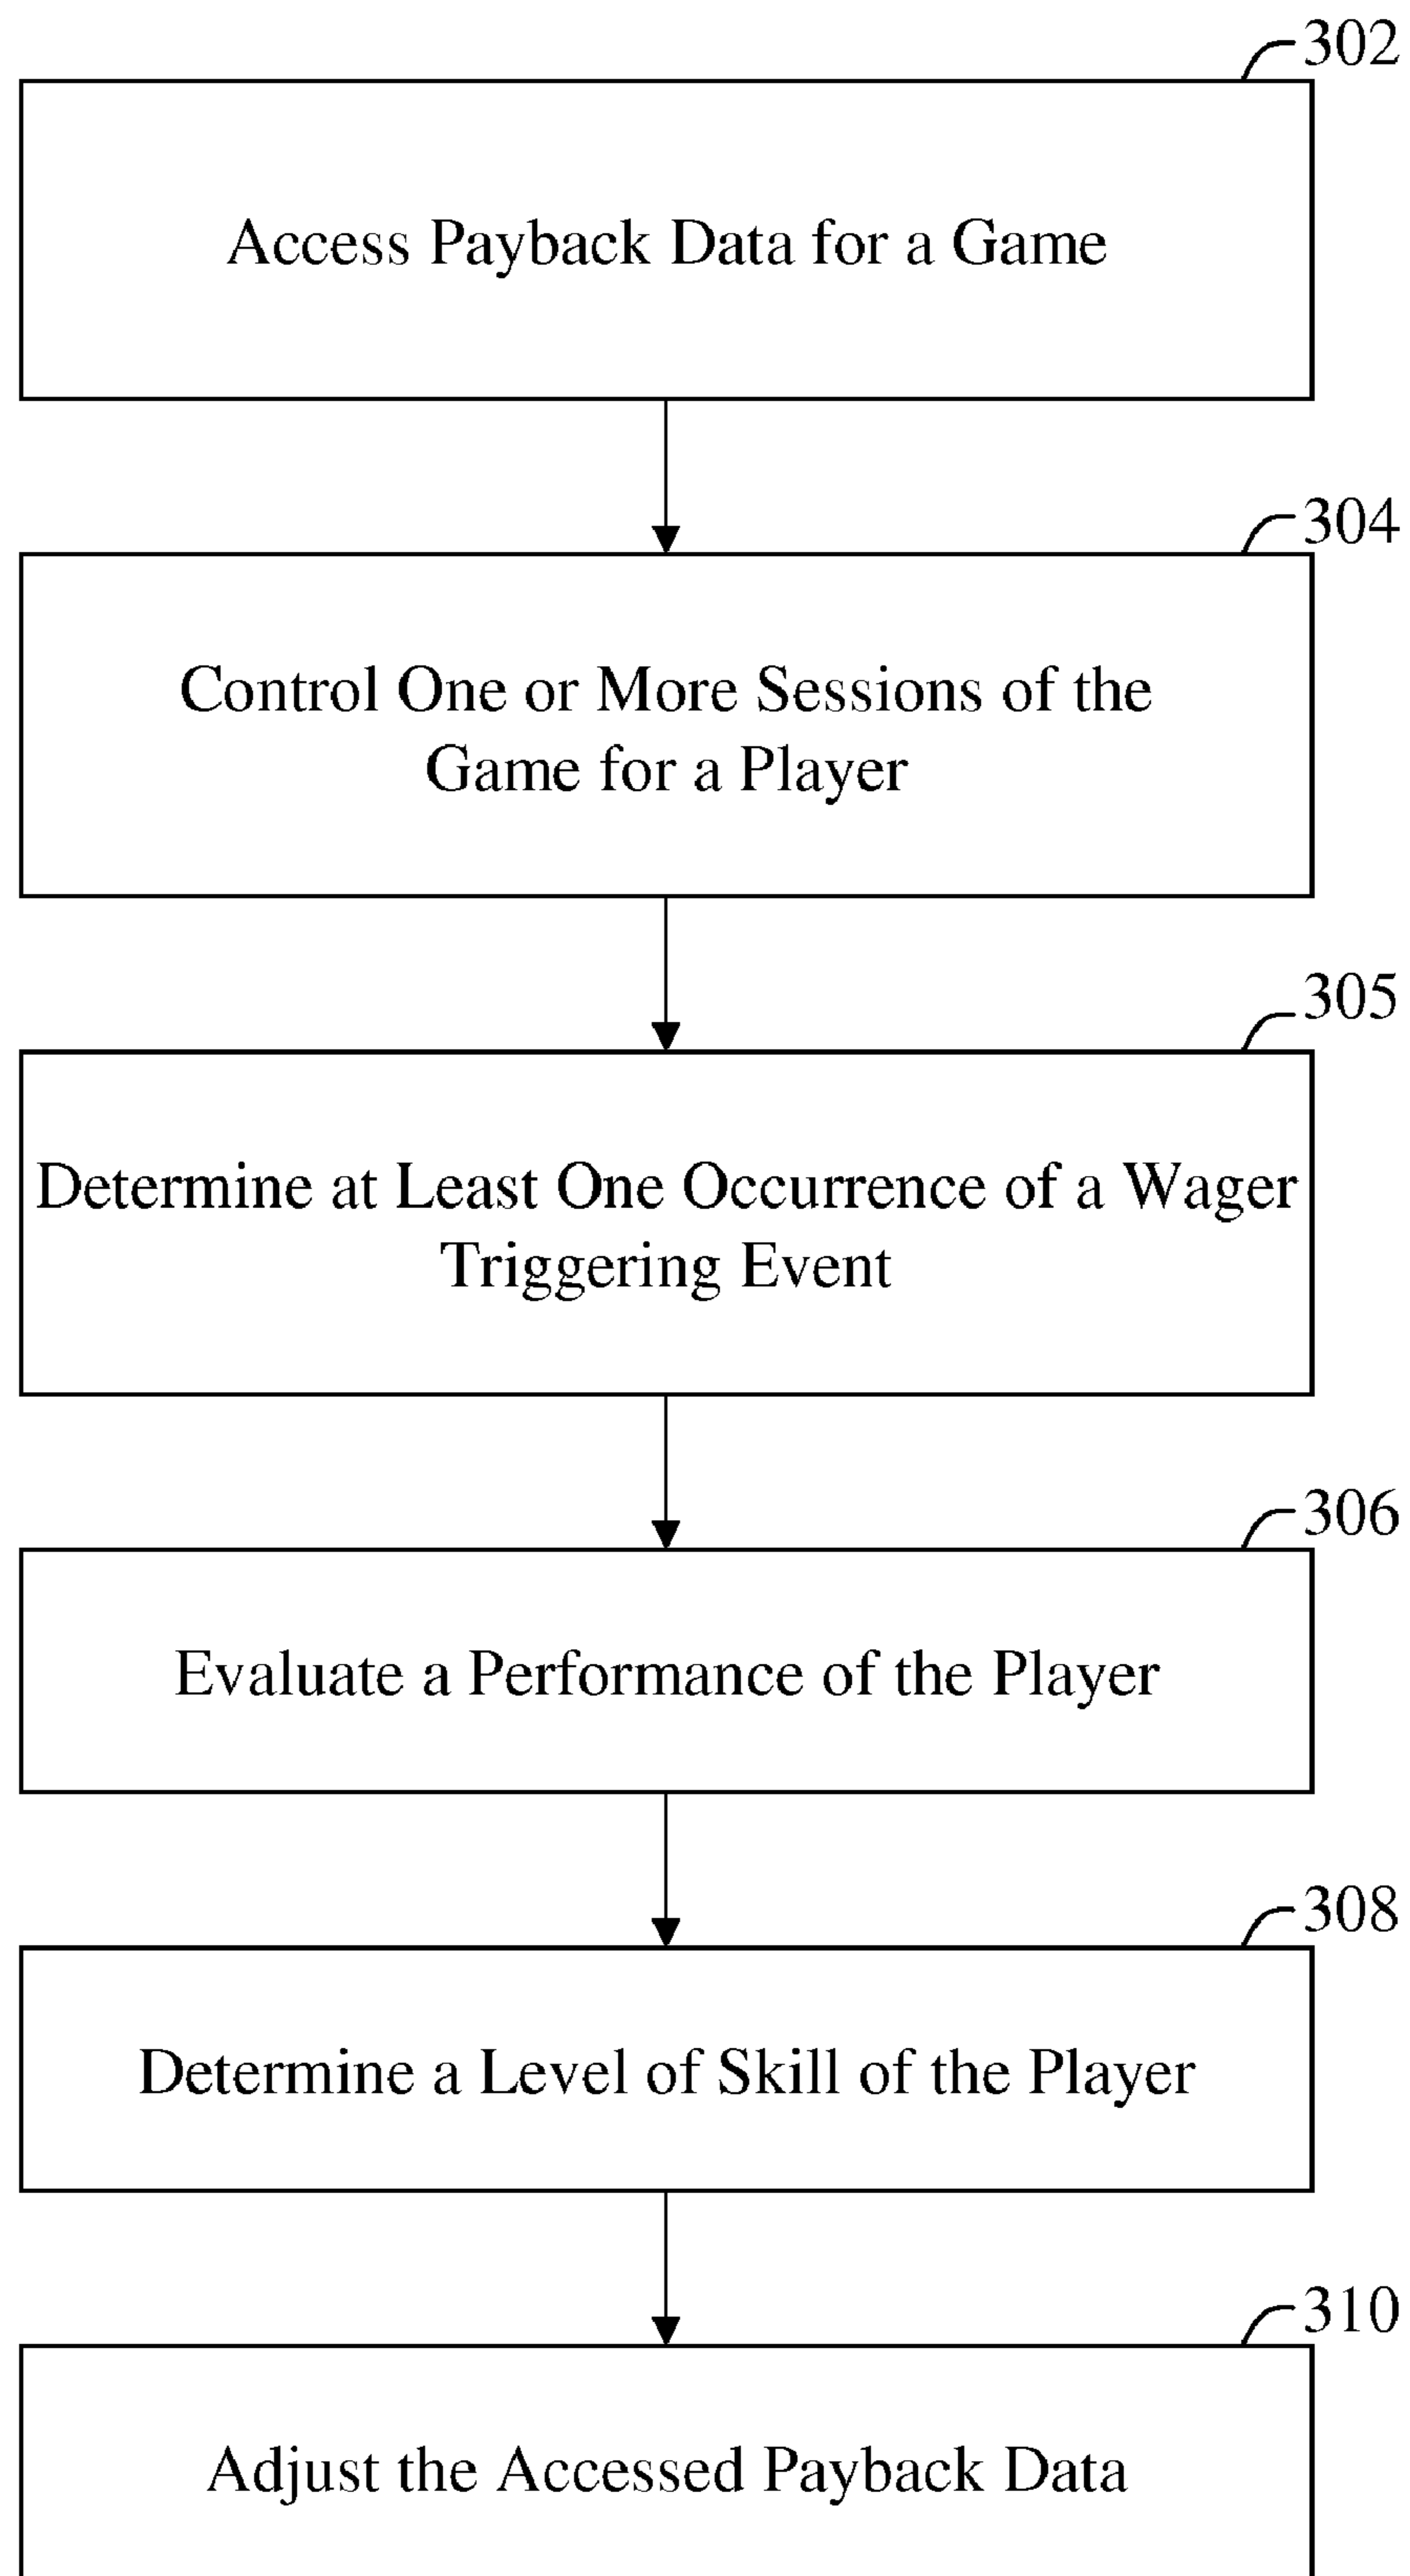 302
Access Payback Data for a Game
304
Control One or More Sessions of the
Game for a Player
305
Determine at Least One Occurrence of a Wager
Triggering Event
306
Evaluate a Performance of the Player
308
Determine a Level of Skill of the Player
310
Adjust the Accessed Payback Data